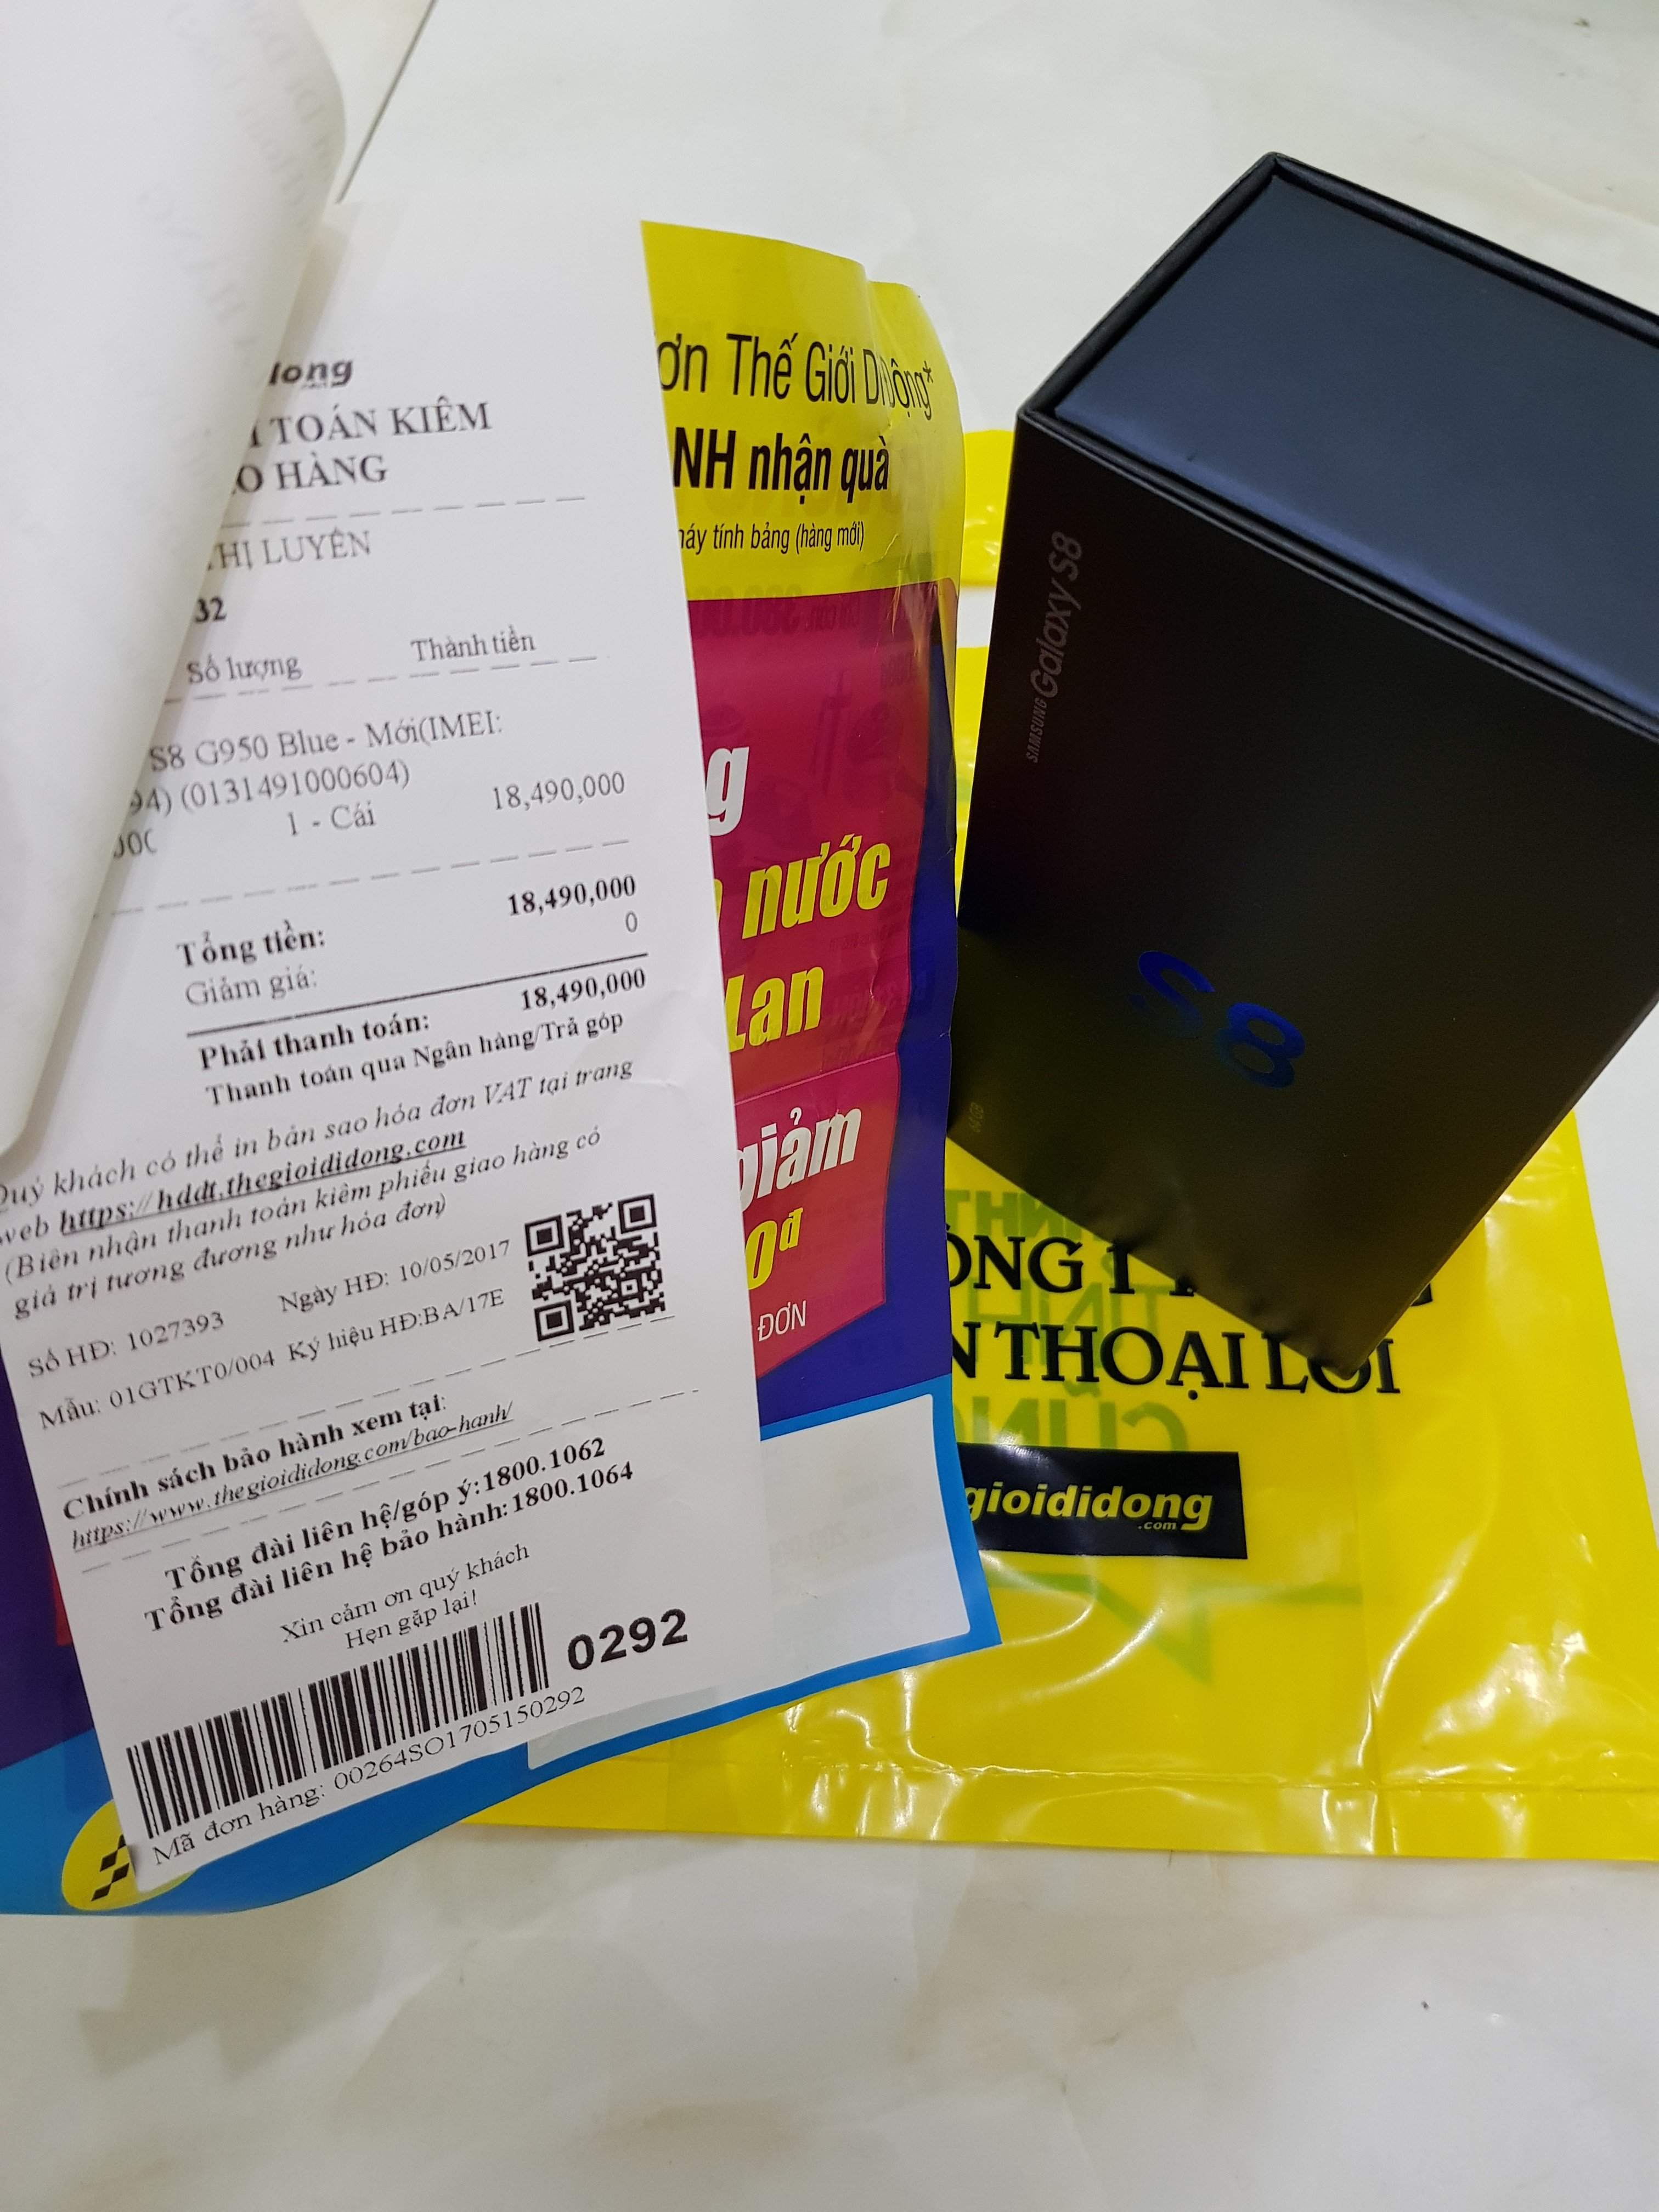 long
TOÁN KIÊM
O HÀNG
THỊ LUYÊN
32
Số lượng Thành tiền
S8 G950 Blue - Mới(IMEI:
94) (0131491000604)
1 - Cái 18,490,000
Tổng tiền: 18,490,000
Giảm giá: 0
Phải thanh toán: 18,490,000
Thanh toán qua Ngân hàng/Trả góp
Quý khách có thể in bản sao hóa đơn VAT tại trang
web https://hddt.thegioididong.com
(Biên nhận thanh toán kiêm phiếu giao hàng có
giá trị tương đương như hóa đơn)
Số HĐ: 1027393 Ngày HĐ: 10/05/2017
Mẫu: 01GTKT0/004 Ký hiệu HĐ:BA/17E
Chính sách bảo hành xem tại:
https://www.thegioididong.com/bao-hanh/
Tổng đài liên hệ/góp ý:1800.1062
Tổng đài liên hệ bảo hành:1800.1064
Xin cảm ơn quý khách
Hẹn gặp lại!
0292
Mã đơn hàng: 00264SO1705150292
ơn Thế Giới Di Động*
NH nhận quà
máy tính bảng (hàng mới)
g
nước
Lan
giảm
0đ
ĐƠN
SAMSUNG Galaxy S8
S8
64 GB
N THOẠI LỖI
gioididong
.com